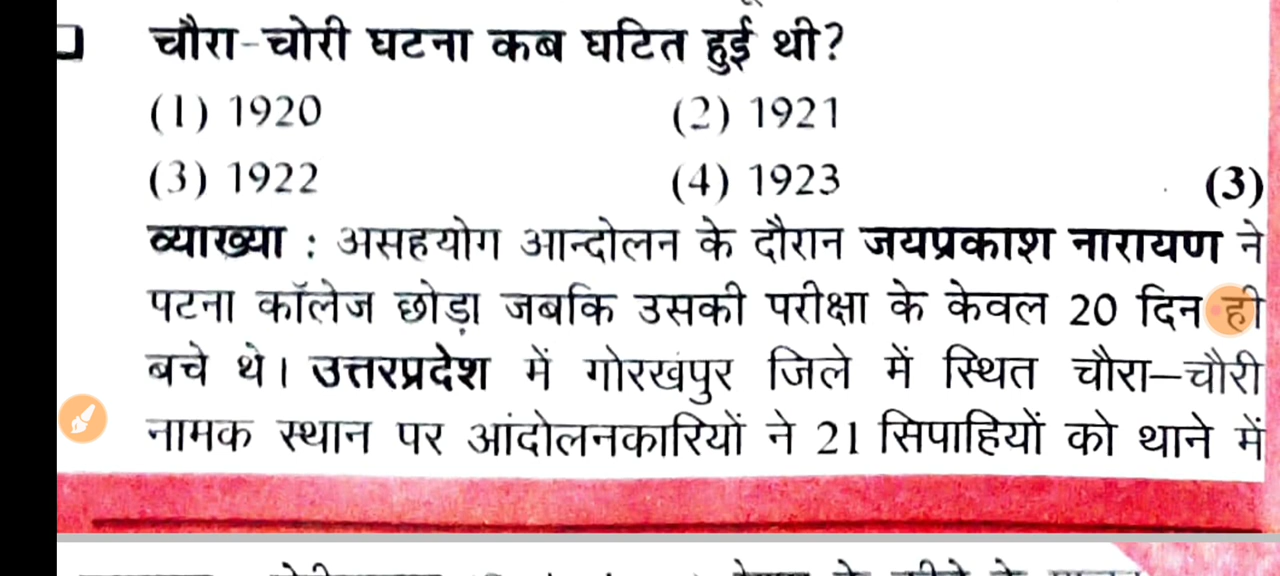 चौरा-चोरी घटना कब घटित हुई थी?
(1) 1920 (2) 1921
(3) 1922 (4) 1923 (3)
व्याख्या : असहयोग आन्दोलन के दौरान जयप्रकाश नारायण ने
पटना कॉलेज छोड़ा जबकि उसकी परीक्षा के केवल 20 दिन ही
बचे थे। उत्तरप्रदेश में गोरखपुर जिले में स्थित चौरा–चौरी
नामक स्थान पर आंदोलनकारियों ने 21 सिपाहियों को थाने में